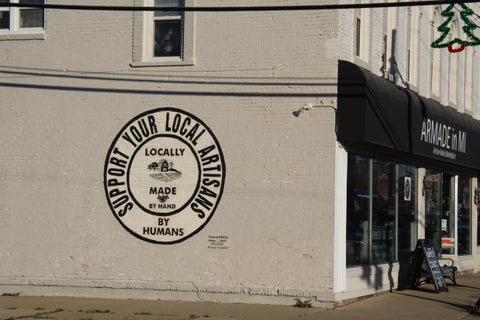 SUPPORT YOUR LOCAL ARTISANS
LOCALLY
MADE
BY HAND
BY
HUMANS
ARMADE in MI